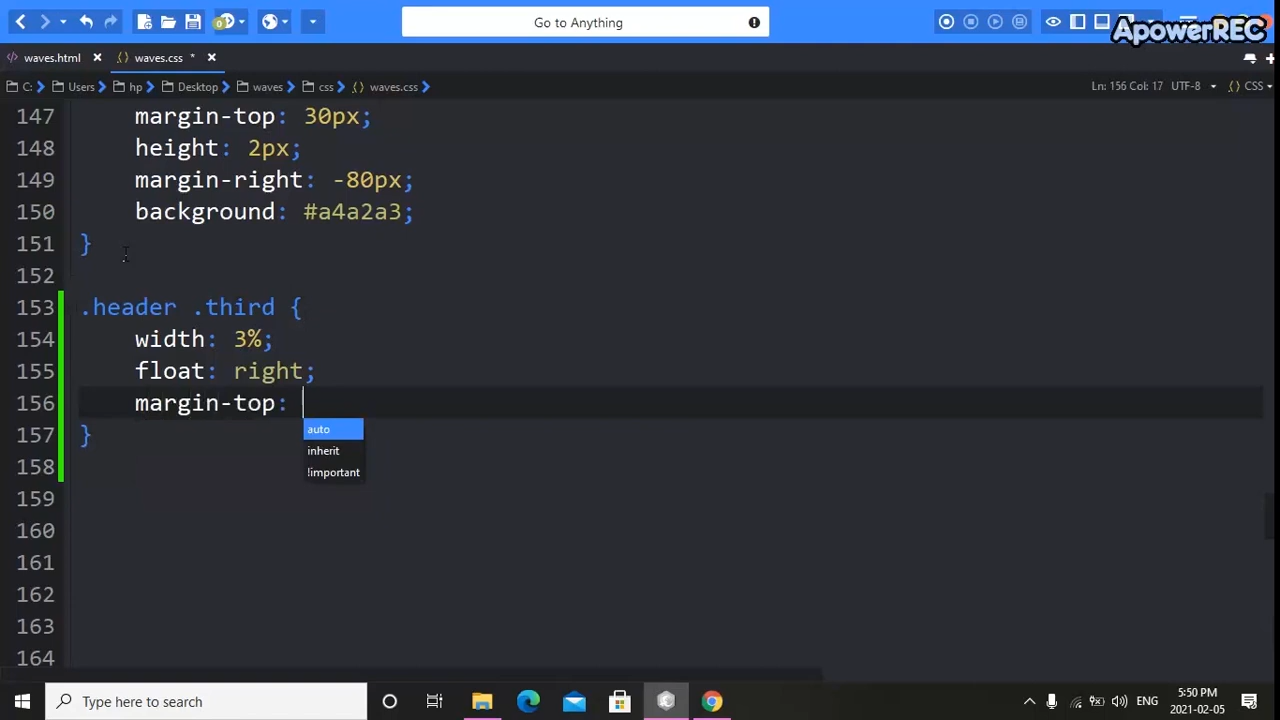 Go to Anything
ApowerREC
waves.html
waves.css *
C: Users hp Desktop waves css waves.css
Ln: 156 Col: 17 UTF-8 CSS
147 margin-top: 30px;
148 height: 2px;
149 margin-right: -80px;
150 background: #a4a2a3;
151 }
152
153 .header .third {
154 width: 3%;
155 float: right;
156 margin-top:
auto
157 }
inherit
158 !important
159
160
161
162
163
164
Type here to search
ENG
5:50 PM
2021-02-05